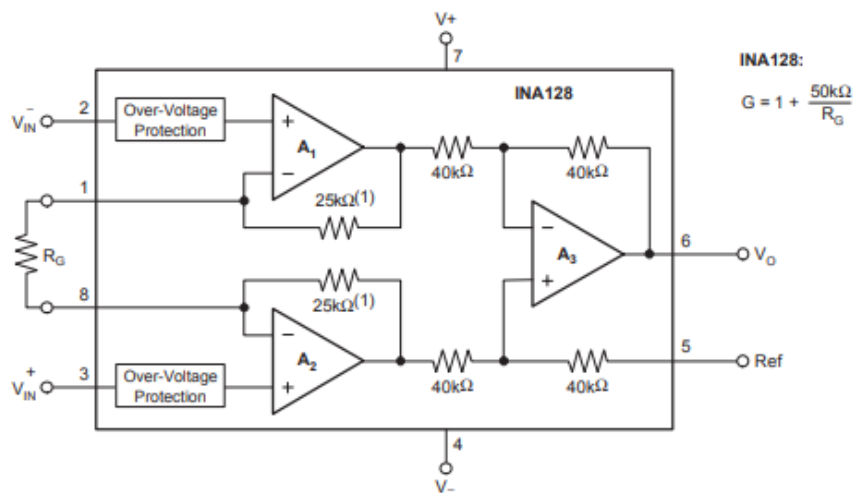 V+
7
INA128:
G = 1 + 50kΩ / R_G
INA128
V_IN^-
2
Over-Voltage
Protection
+
A_1
−
40kΩ
40kΩ
1
25kΩ(1)
R_G
−
A_3
+
6
V_O
8
25kΩ(1)
−
A_2
+
5
Ref
V_IN^+
3
Over-Voltage
Protection
40kΩ
40kΩ
4
V−